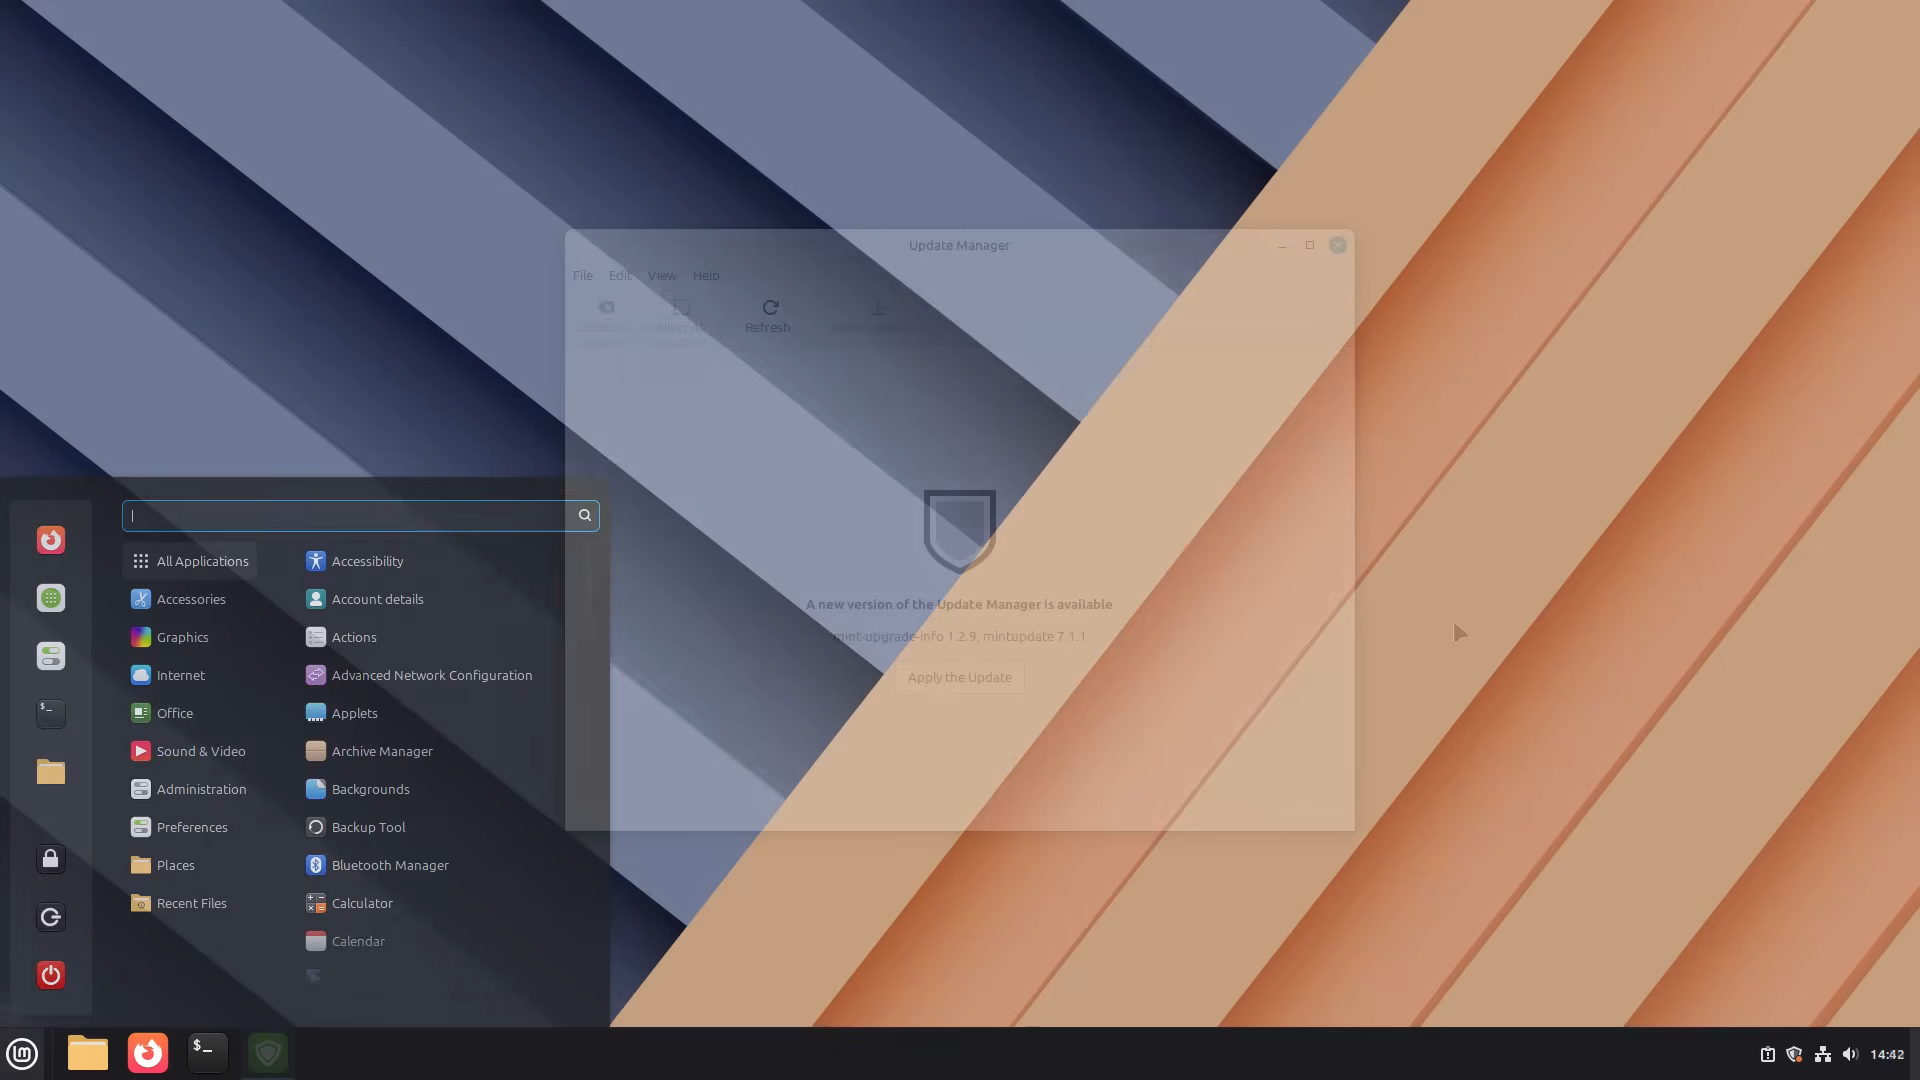 Update Manager
File Edit View Help
Refresh
A new version of the Update Manager is available
mint-upgrade-info 1.2.9, mintupdate 7.1.1
Apply the Update
All Applications
Accessories
Graphics
Internet
Office
Sound & Video
Administration
Preferences
Places
Recent Files
Accessibility
Account details
Actions
Advanced Network Configuration
Applets
Archive Manager
Backgrounds
Backup Tool
Bluetooth Manager
Calculator
Calendar
$_
$_
14:42